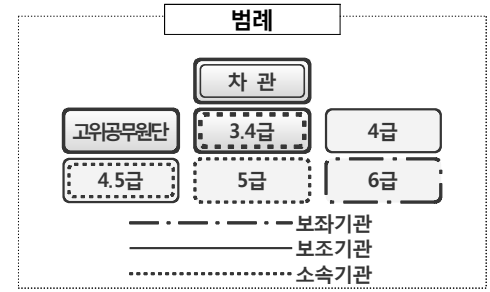 범례
차 관
고위공무원단 3.4급 4급
4.5급 5급 6급
보좌기관
보조기관
소속기관